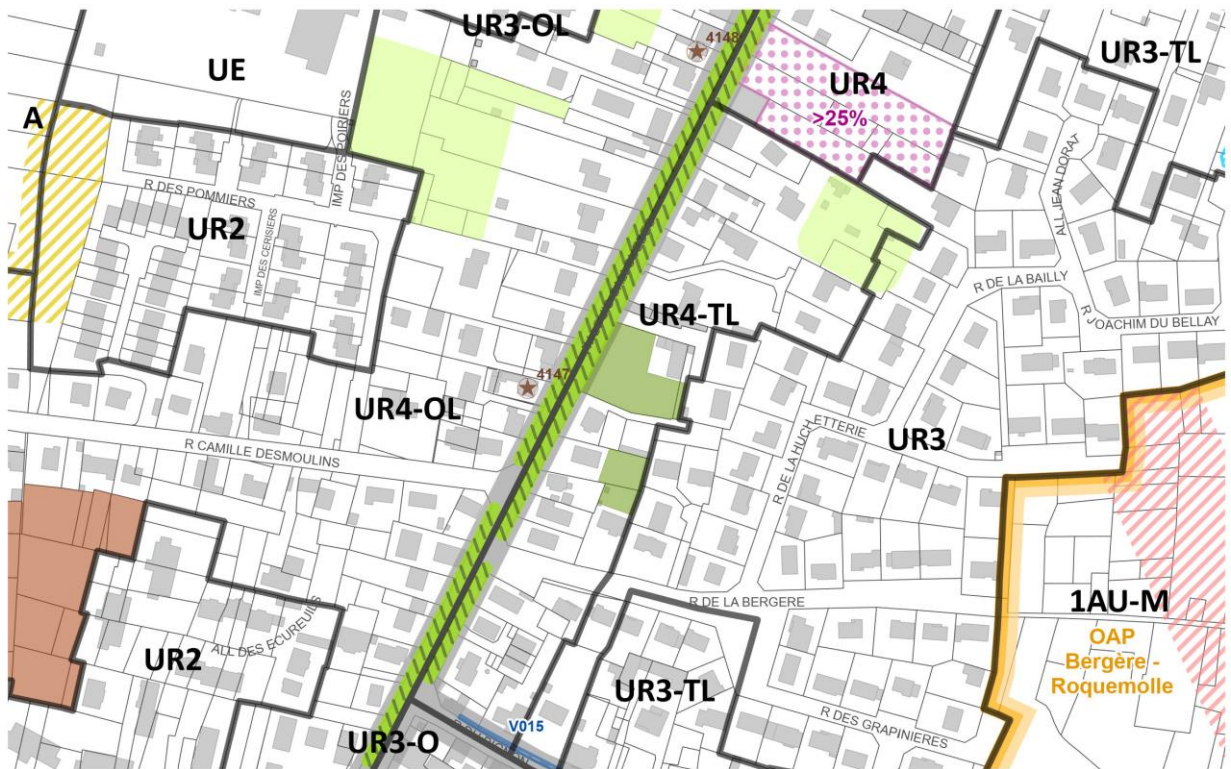 UR3-OL
4148
UR3-TL
UE
UR4
>25%
A
IMP DES POIRIERS
R DES POMMIERS
UR2
IMP DES CERISIERS
ALL JEAN DORAT
R DE LA BAILLY
R JOACHIM DU BELLAY
UR4-TL
4147
UR4-OL
R CAMILLE DESMOULINS
R DE LA HUCHETTERIE
UR3
R DE LA BERGERE
1AU-M
OAP
Bergère -
Roquemolle
ALL DES ECUREUILS
UR2
UR3-TL
R DES GRAPINIERES
V015
UR3-O